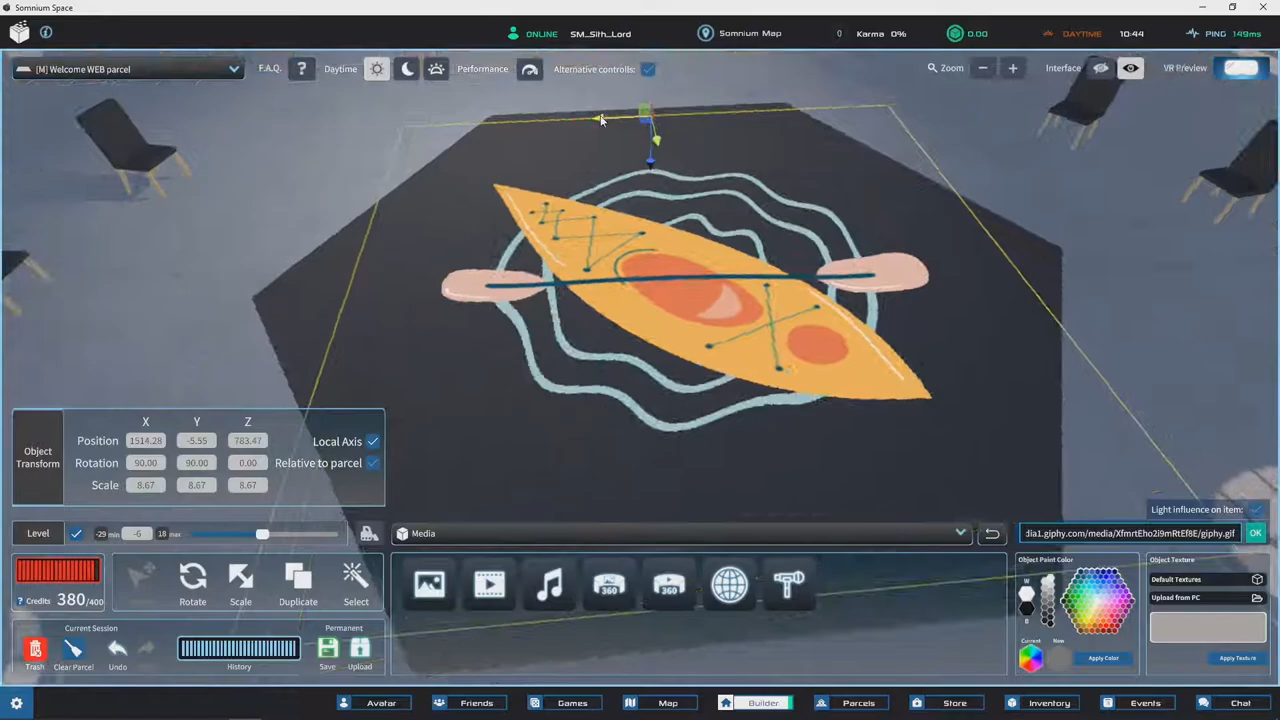 Somnium Space
ONLINE SM_Sith_Lord Somnium Map 0 Karma 0% 0.00 DAYTIME 10:44 PING 149ms
[M] Welcome WEB parcel F.A.Q. ? Daytime Performance Alternative controlls: Zoom Interface VR Preview
X Y Z
Object Transform
Position 1514.28 -5.55 783.47 Local Axis
Rotation 90.00 90.00 0.00 Relative to parcel
Scale 8.67 8.67 8.67
Light influence on item:
Level -29 min -6 18 max Media dia1.giphy.com/media/XfmrtEho2i9mRtEf8E/giphy.gif OK
Object Paint Color Object Texture
W
B
Default Textures
Upload from PC
360 360
? Credits 380/400 Rotate Scale Duplicate Select
Current Session Permanent
Current New
Trash Clear Parcel Undo History Save Upload Apply Color Apply Texture
Avatar Friends Games Map Builder Parcels Store Inventory Events Chat